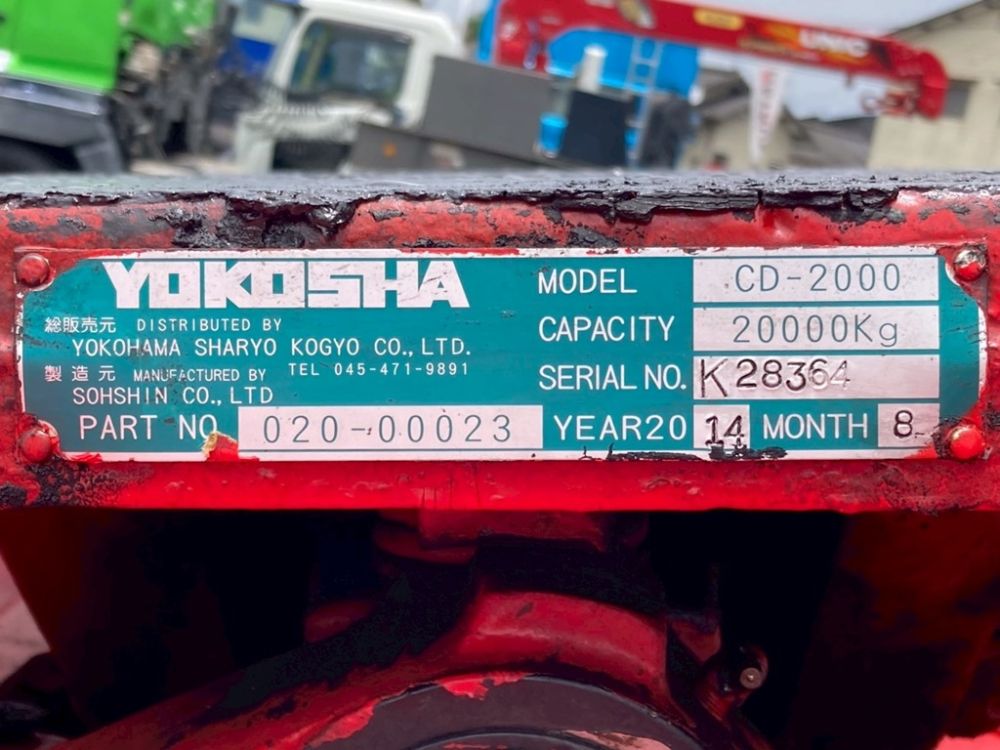 UNIC
YOKOSHA
総販売元 DISTRIBUTED BY
YOKOHAMA SHARYO KOGYO CO.,LTD.
TEL 045-471-9891
製造元 MANUFACTURED BY
SOHSHIN CO.,LTD
PART NO 020-00023
MODEL CD-2000
CAPACITY 20000Kg
SERIAL NO. K28364
YEAR20 14 MONTH 8